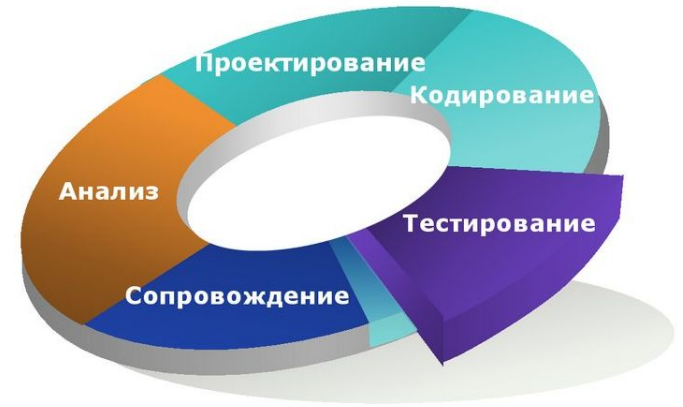 Проектирование
Кодирование
Анализ
Тестирование
Сопровождение